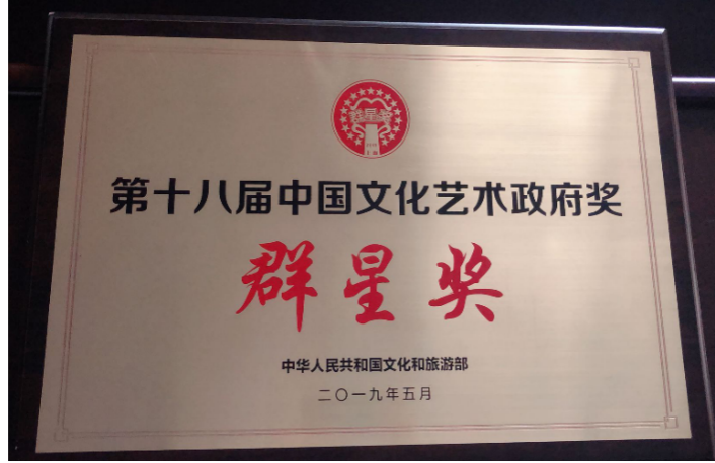 第十八届中国文化艺术政府奖
群星奖
中华人民共和国文化和旅游部
二〇一九年五月